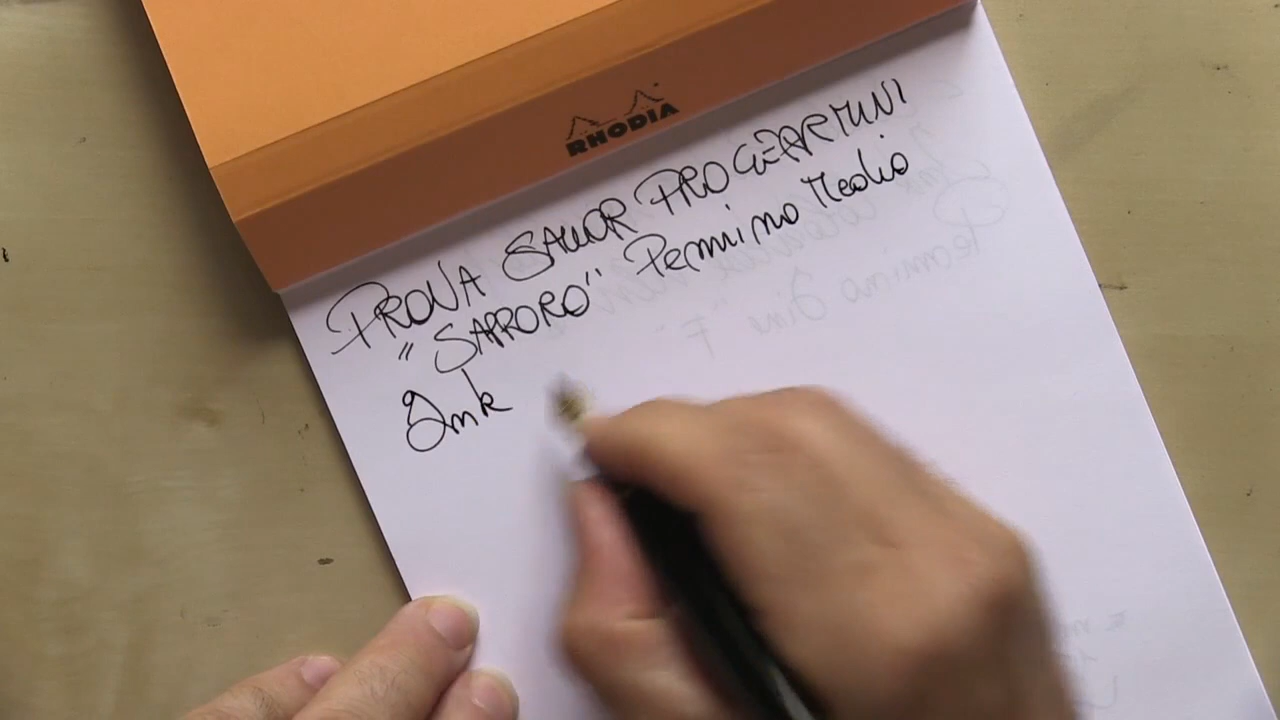 RHODIA
PROVA SAILOR PROGEAR MINI
"SAPPORO" Pennino Medio
Ink